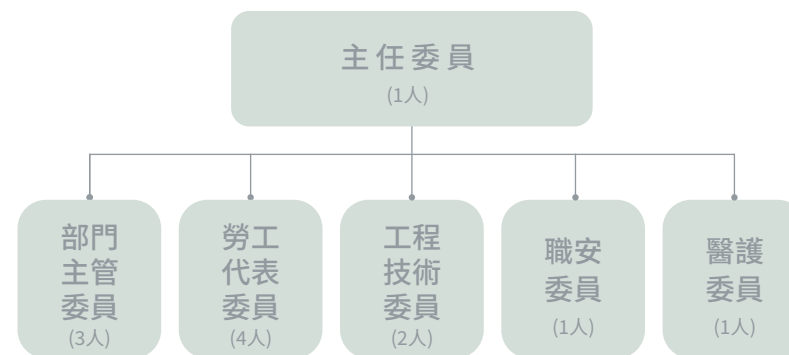 主任委員
(1人)
部門
主管
委員
(3人)
勞工
代表
委員
(4人)
工程
技術
委員
(2人)
職安
委員
(1人)
醫護
委員
(1人)